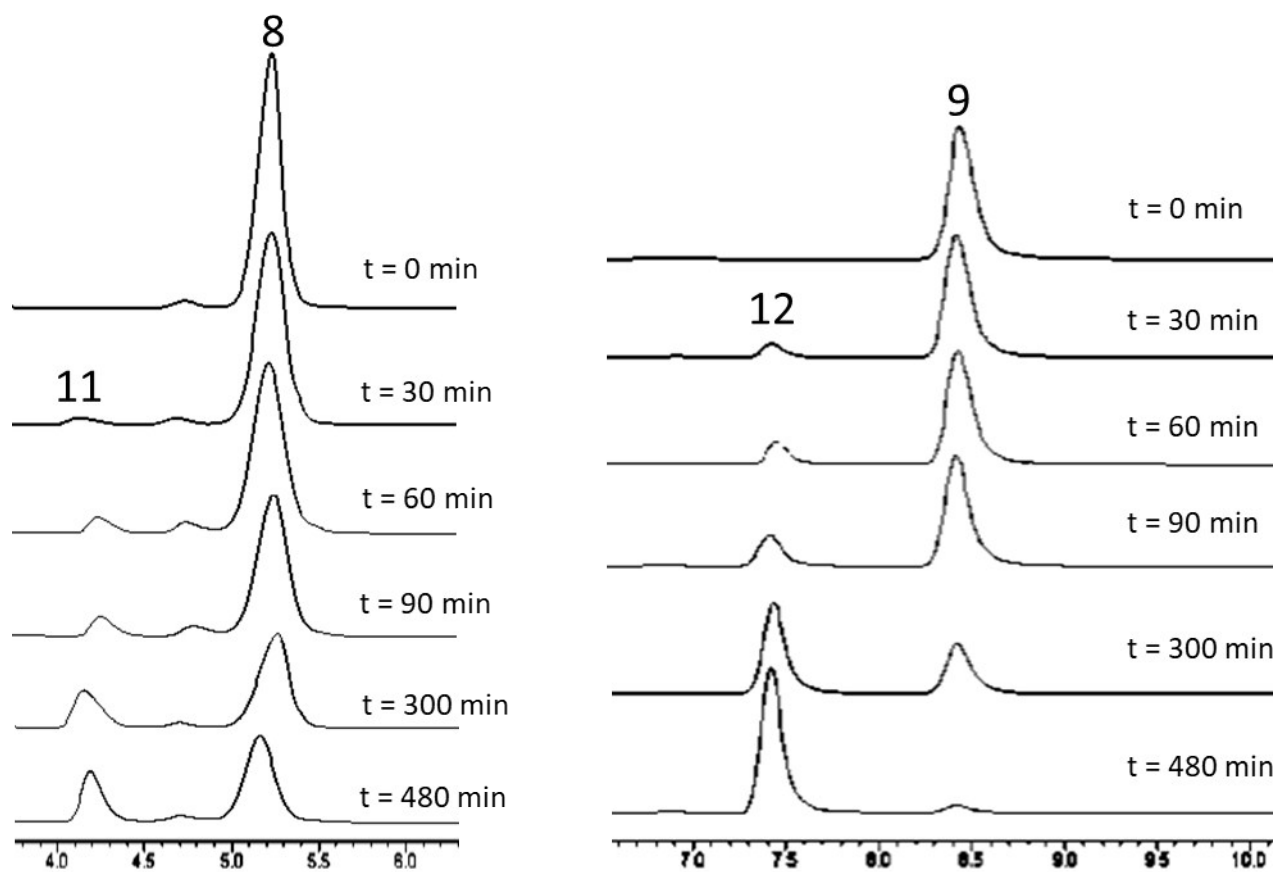 8
t = 0 min
11
t = 30 min
t = 60 min
t = 90 min
t = 300 min
t = 480 min
4.0 4.5 5.0 5.5 6.0
9
t = 0 min
12
t = 30 min
t = 60 min
t = 90 min
t = 300 min
t = 480 min
7.0 7.5 8.0 8.5 9.0 9.5 10.0